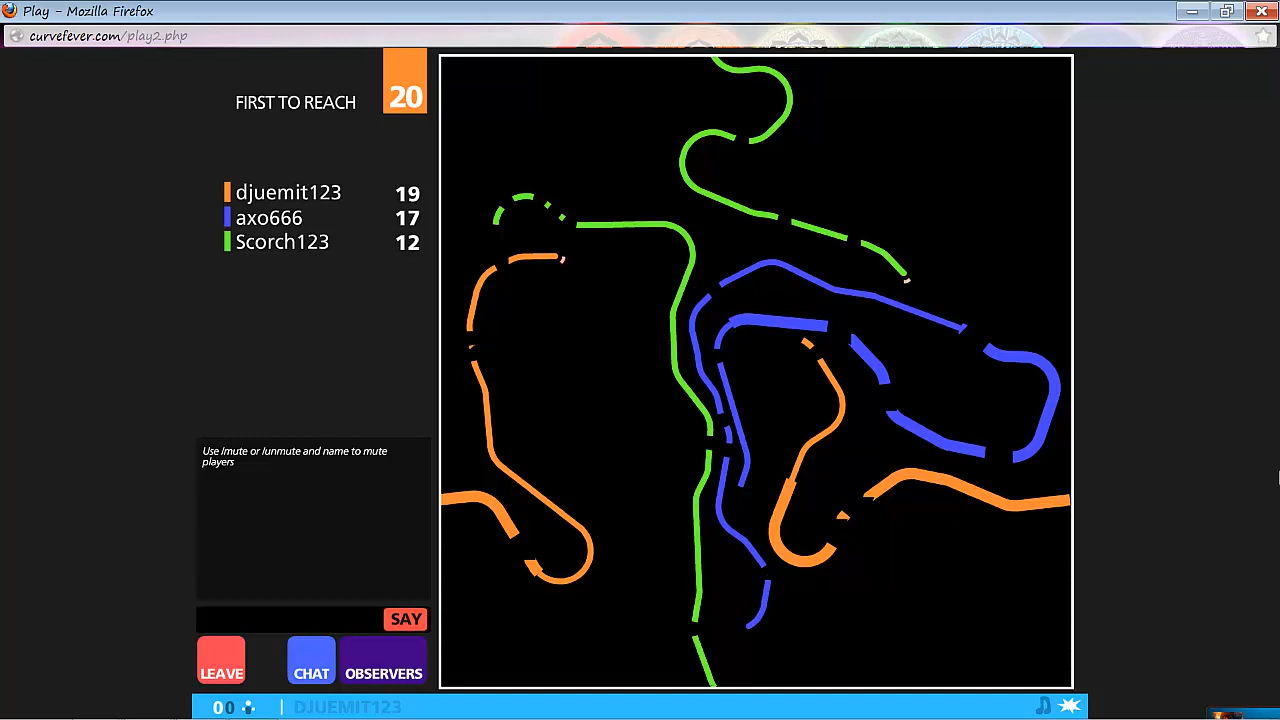 Play - Mozilla Firefox
curvefever.com/play2.php
FIRST TO REACH 20
djuemit123 19
axo666 17
Scorch123 12
Use /mute or /unmute and name to mute
players
SAY
LEAVE CHAT OBSERVERS
00 | DJUEMIT123